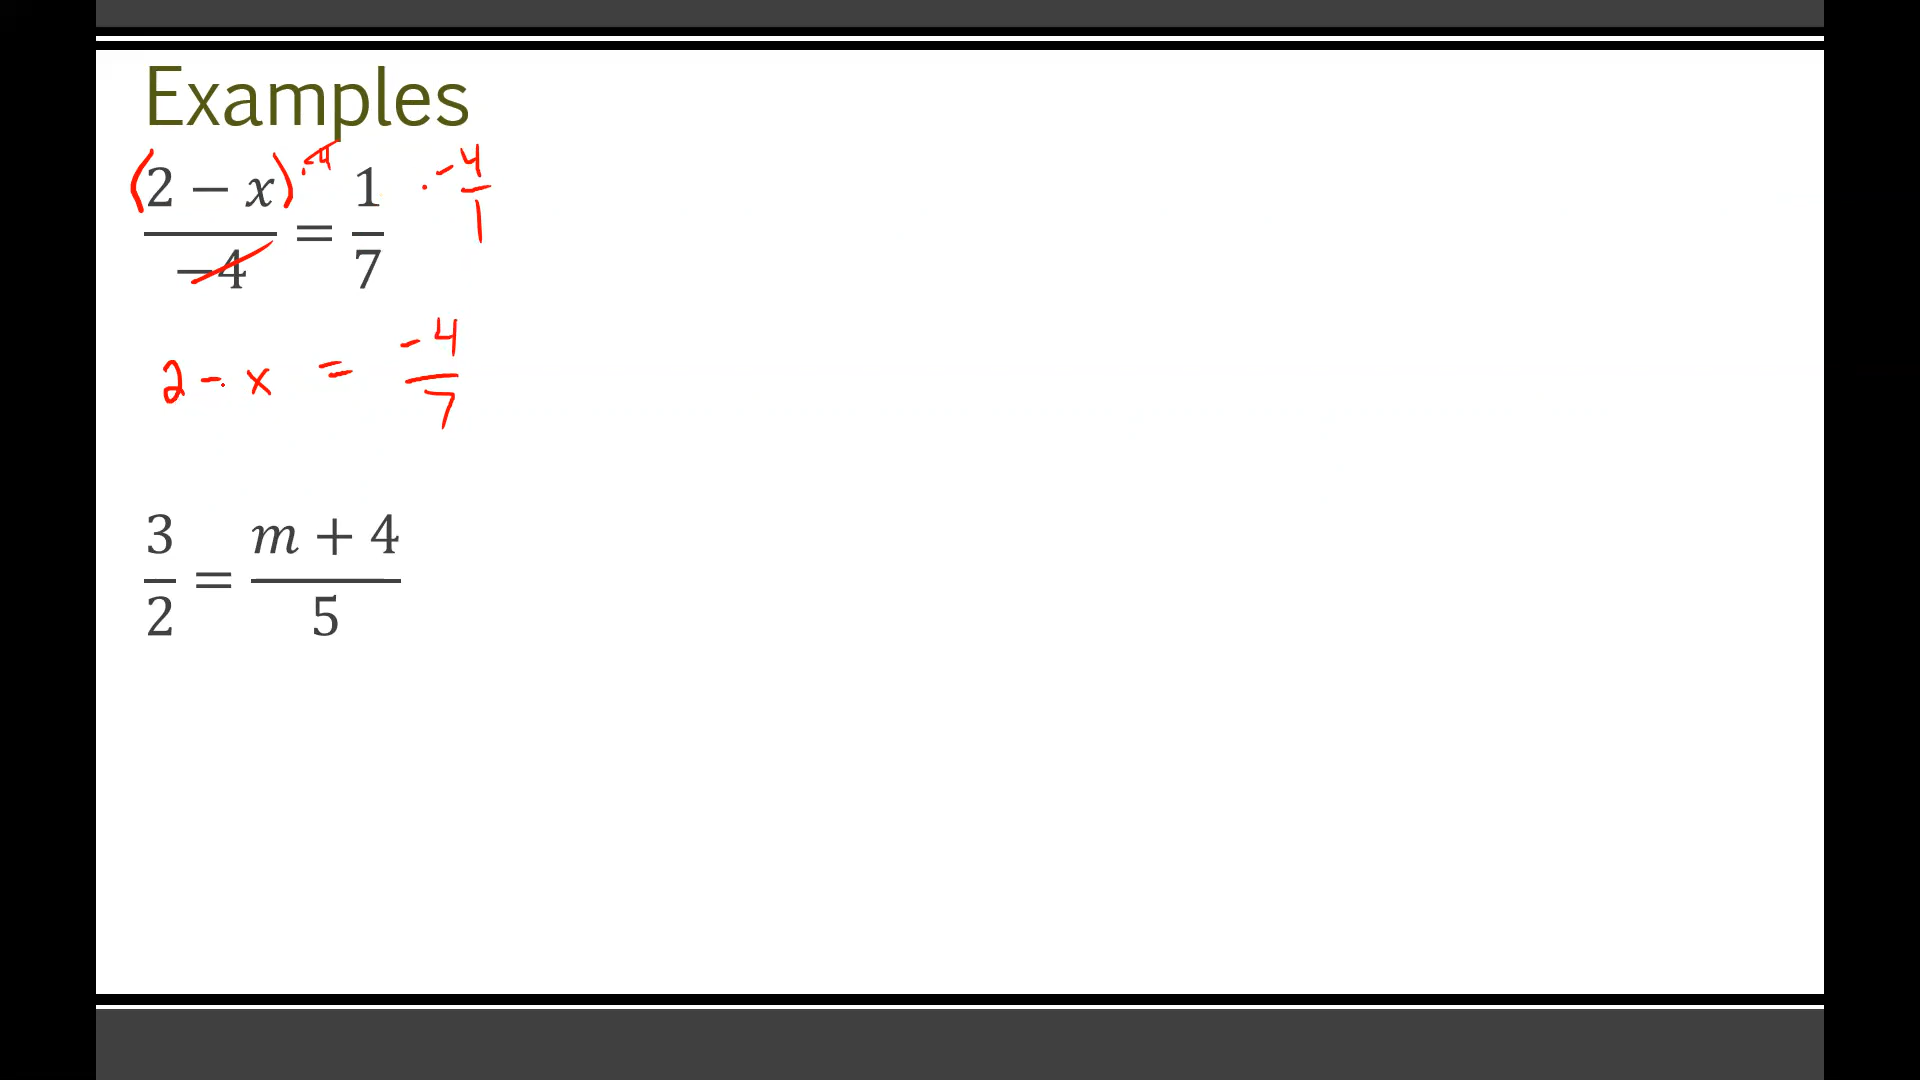 Examples
(2 − x) · -4 / −4 = 1 / 7 · -4 / 1
2 - x = -4 / 7
3 / 2 = m + 4 / 5